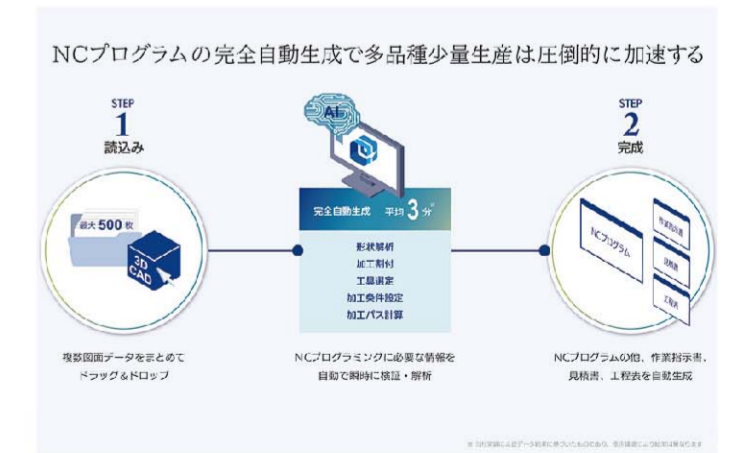 NCプログラムの完全自動生成で多品種少量生産は圧倒的に加速する
STEP
1
読込み
最大 500 枚
3D
CAD
複数図面データをまとめて
ドラッグ&ドロップ
AI
完全自動生成 平均 3 分※
形状解析
加工割付
工具選定
加工条件設定
加工パス計算
NCプログラミングに必要な情報を
自動で瞬時に検証・解析
STEP
2
完成
NCプログラム
作業指示書
見積書
工程表
NCプログラムの他、作業指示書、
見積書、工程表を自動生成